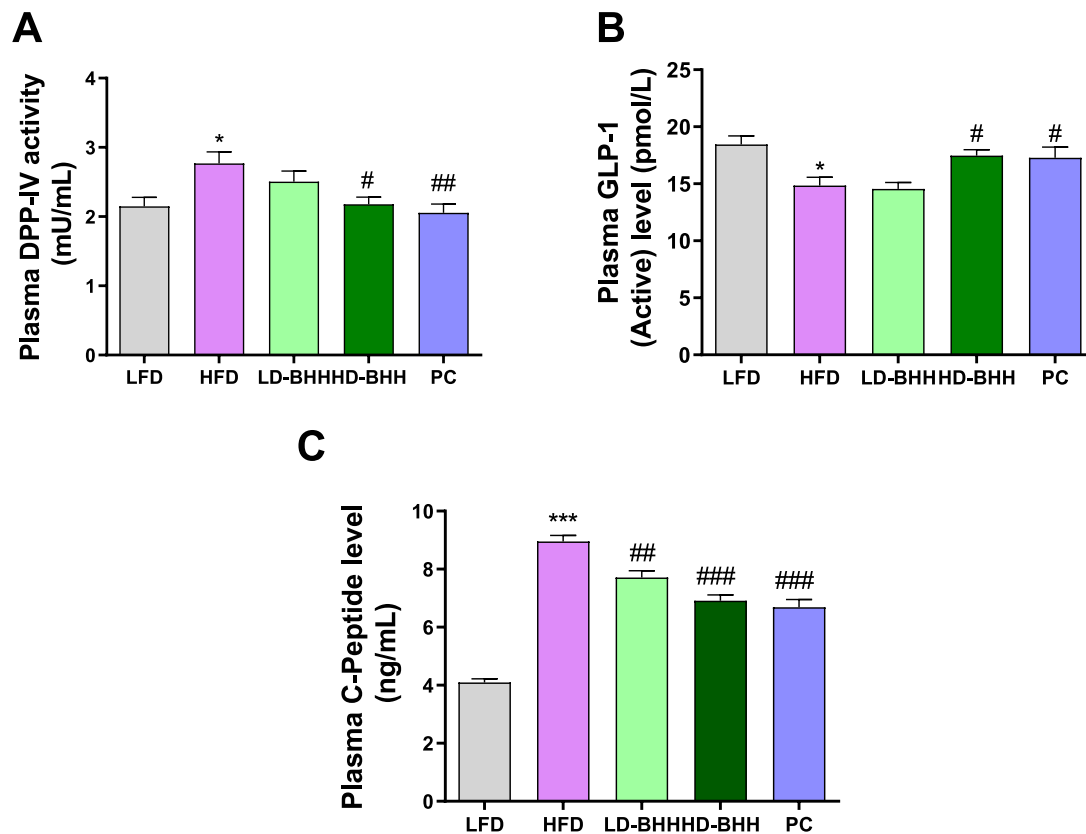 A
Plasma DPP-IV activity
(mU/mL)
4
3
2
1
0
*
#
##
LFD
HFD
LD-BHH
HD-BHH
PC
B
Plasma GLP-1
(Active) level (pmol/L)
25
20
15
10
5
0
*
#
#
LFD
HFD
LD-BHH
HD-BHH
PC
C
Plasma C-Peptide level
(ng/mL)
10
8
6
4
2
0
***
##
###
###
LFD
HFD
LD-BHH
HD-BHH
PC